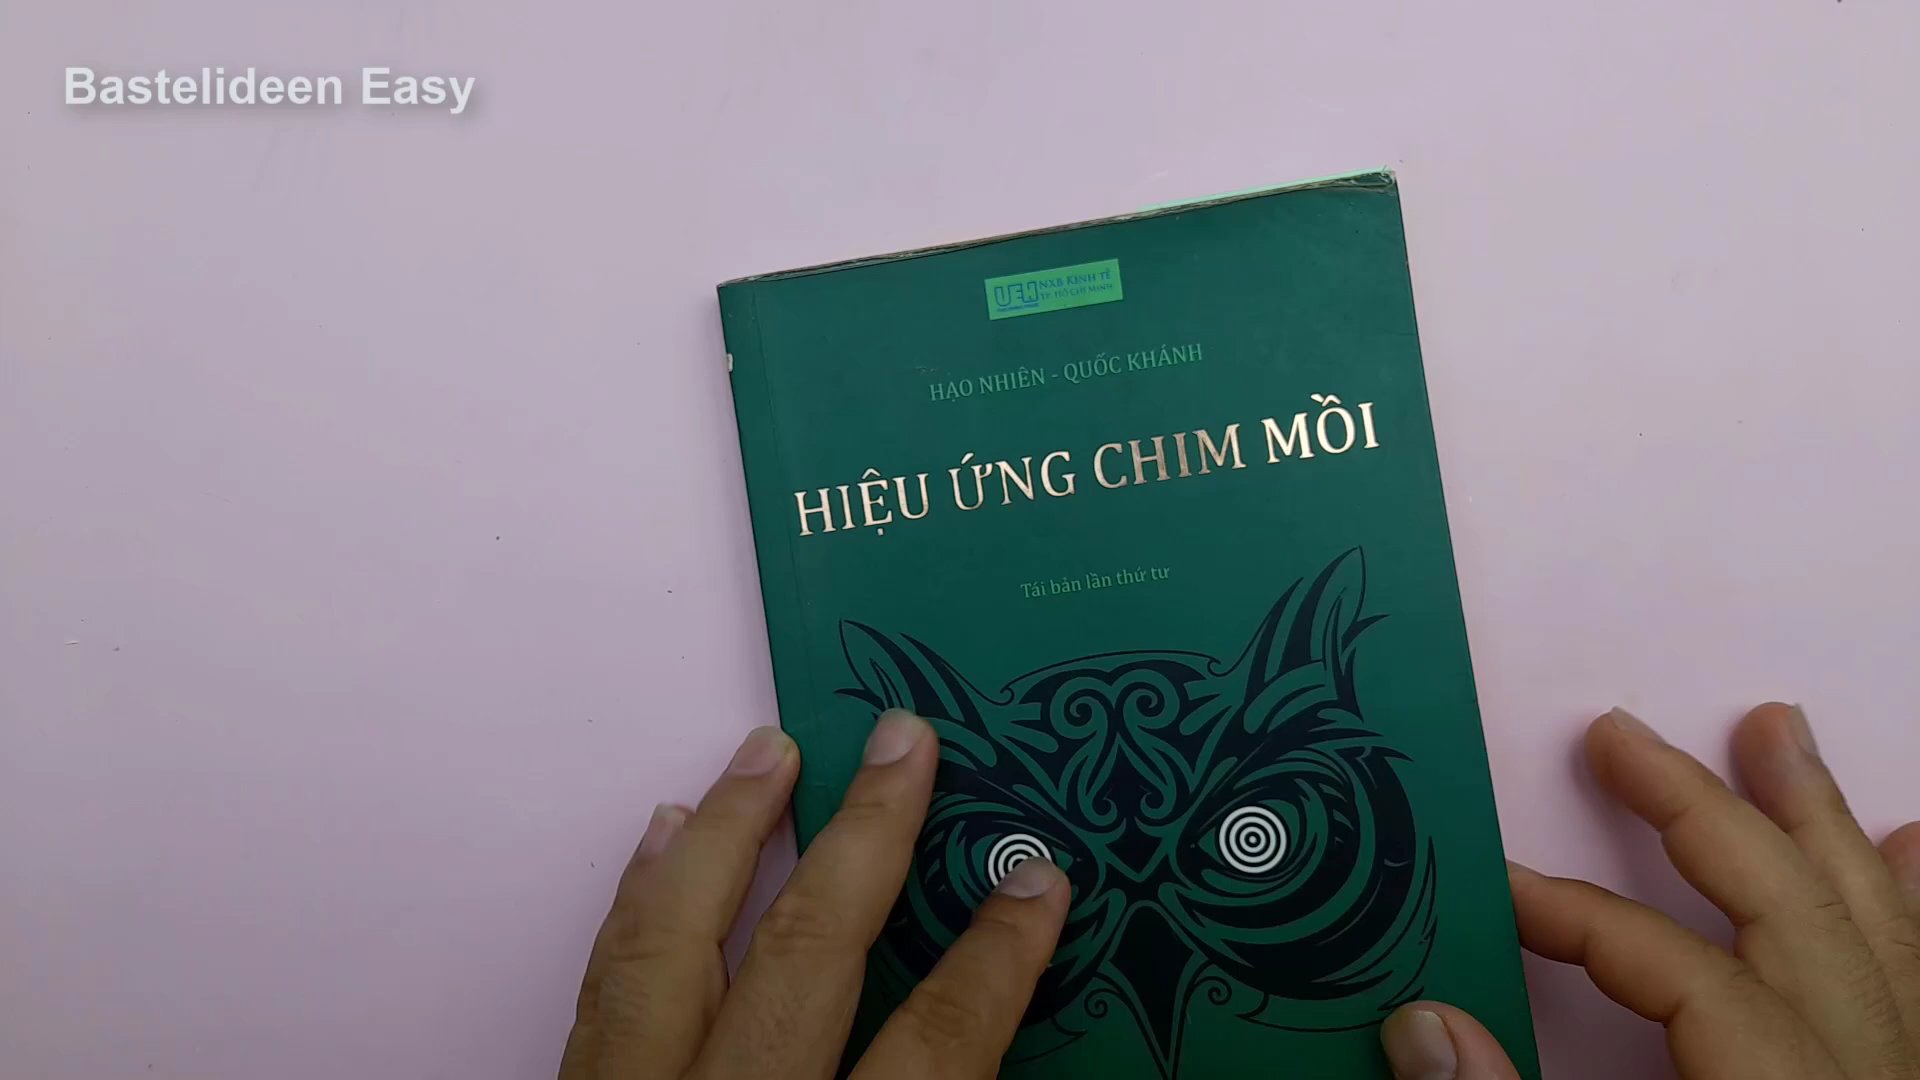 Bastelideen Easy
UEH NXB KINH TẾ
TP. HỒ CHÍ MINH
HẠO NHIÊN - QUỐC KHÁNH
HIỆU ỨNG CHIM MỒI
Tái bản lần thứ tư